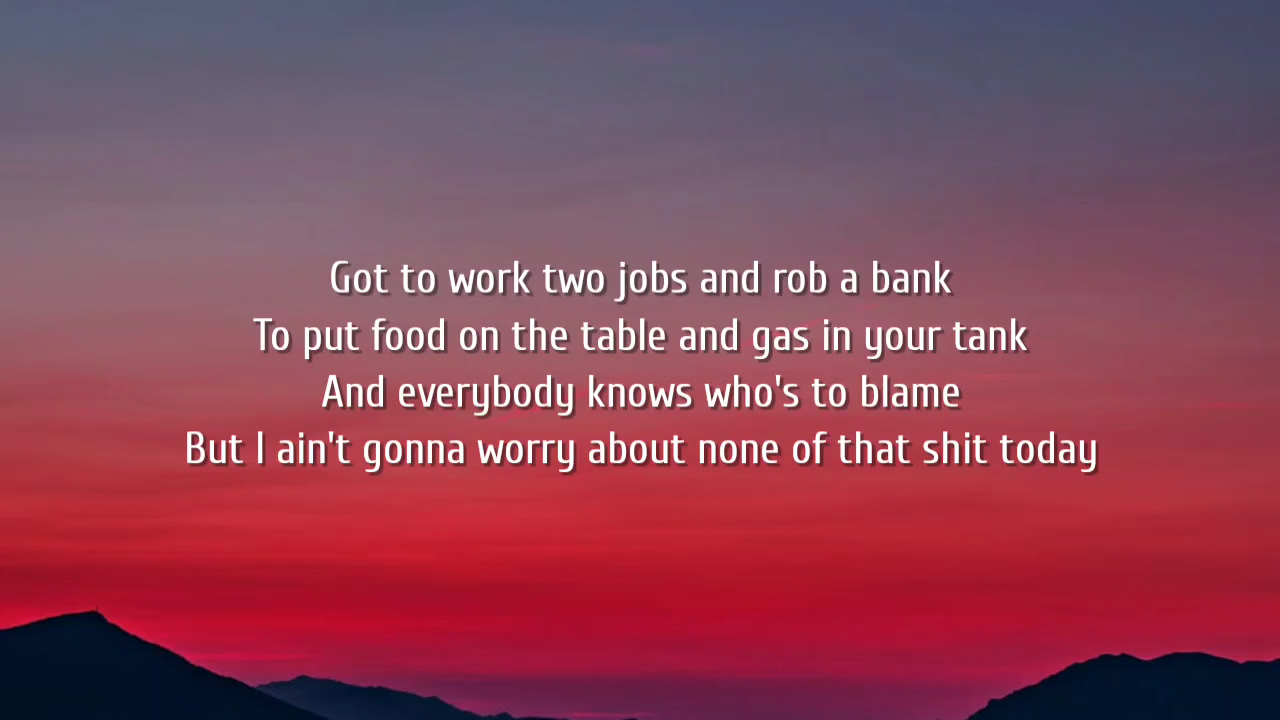 Got to work two jobs and rob a bank
To put food on the table and gas in your tank
And everybody knows who's to blame
But I ain't gonna worry about none of that shit today